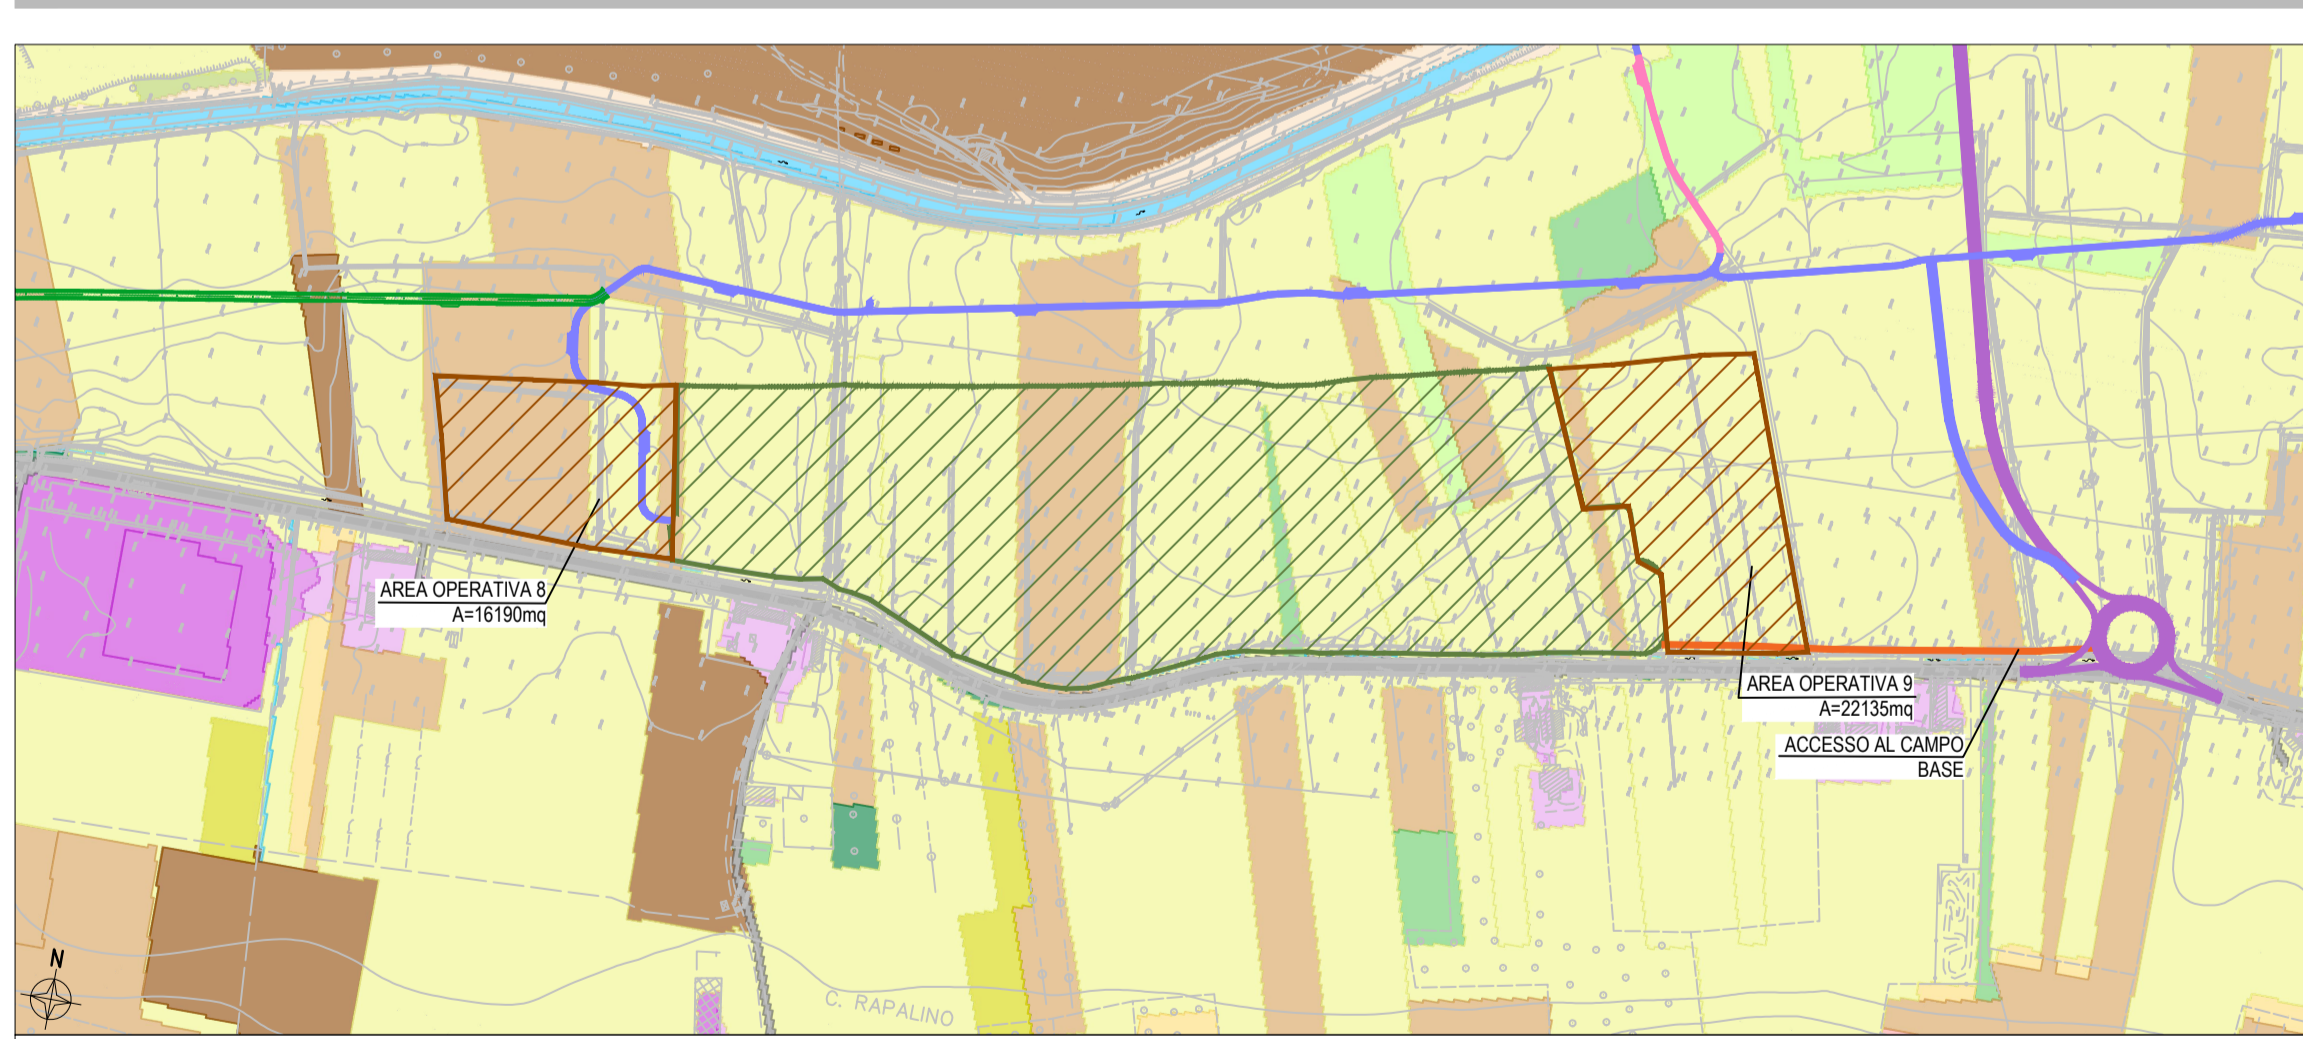 AREA OPERATIVA 8
A=16190mq
AREA OPERATIVA 9
A=22135mq
ACCESSO AL CAMPO
BASE
N
C. RAPALINO